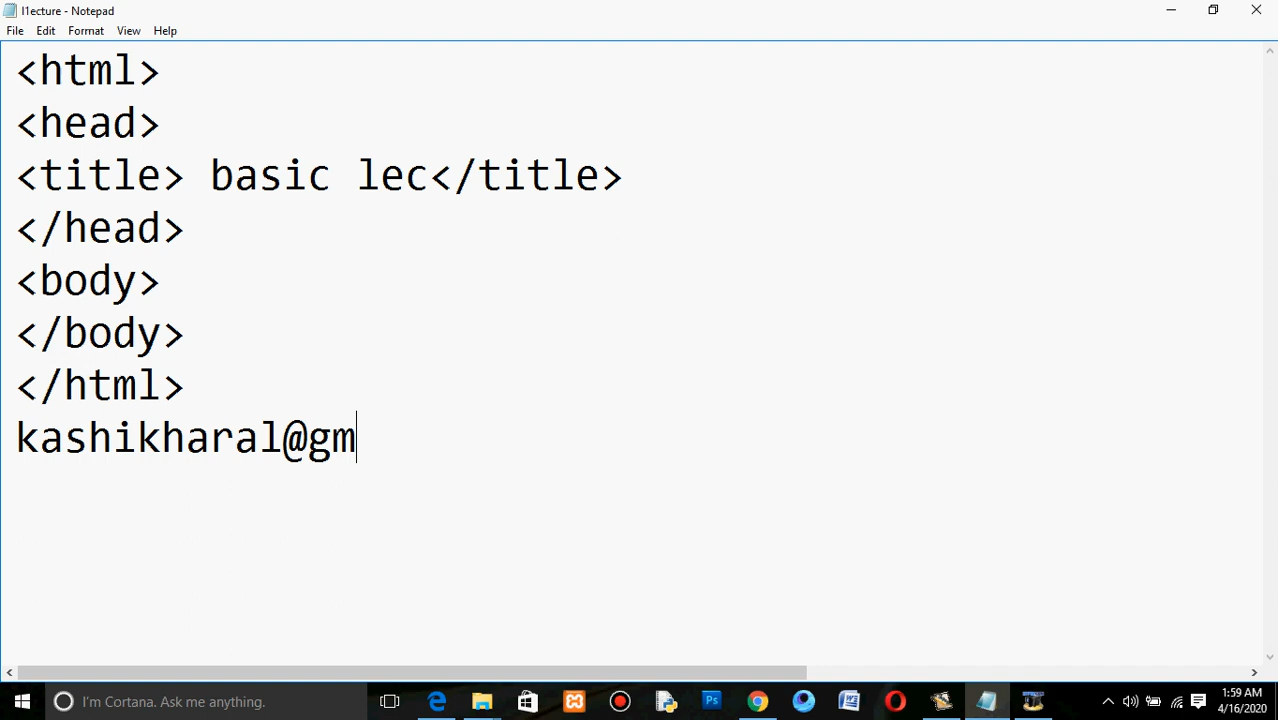 l1ecture - Notepad
File Edit Format View Help
<html>
<head>
<title> basic lec</title>
</head>
<body>
</body>
</html>
kashikharal@gm
I'm Cortana. Ask me anything.
Ps
1:59 AM
4/16/2020